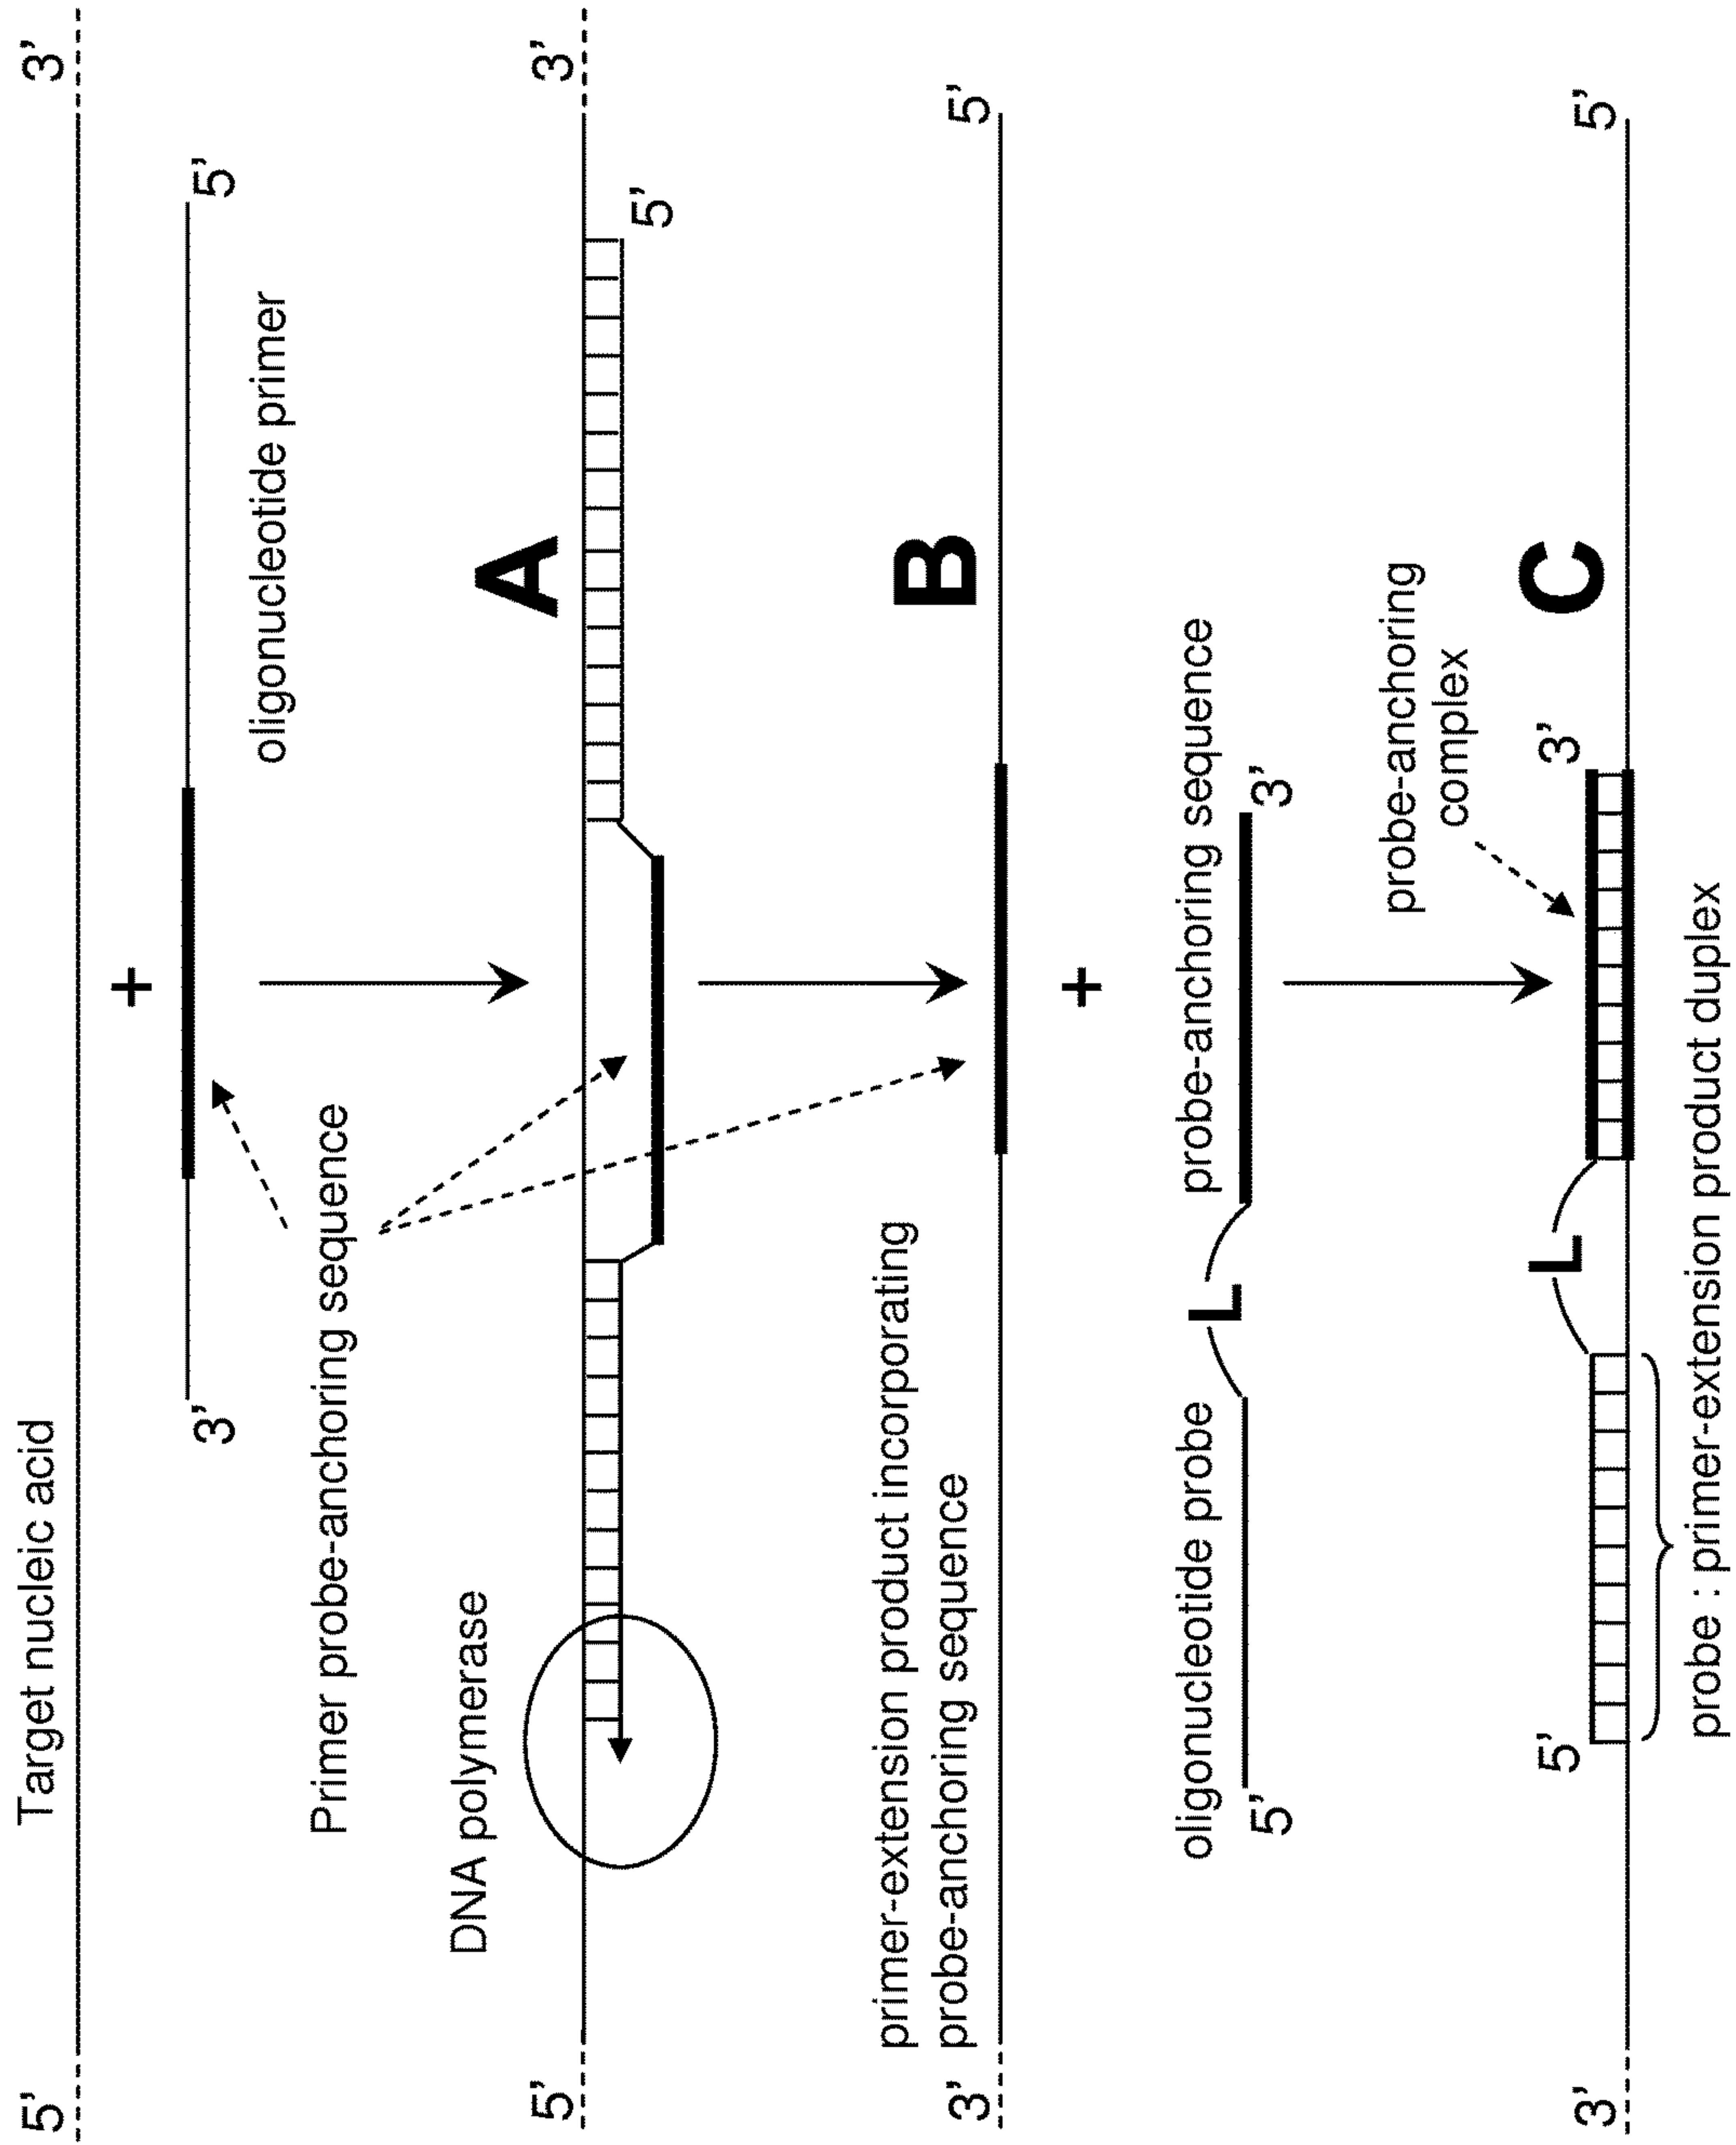 Target nucleic acid
5'
3'
+
3'
5'
oligonucleotide primer
Primer probe-anchoring sequence
DNA polymerase
A
5'
3'
5'
primer-extension product incorporating
probe-anchoring sequence
B
3'
5'
+
oligonucleotide probe
probe-anchoring sequence
L
5'
3'
probe-anchoring
complex
C
5'
L
3'
3'
5'
probe : primer-extension product duplex